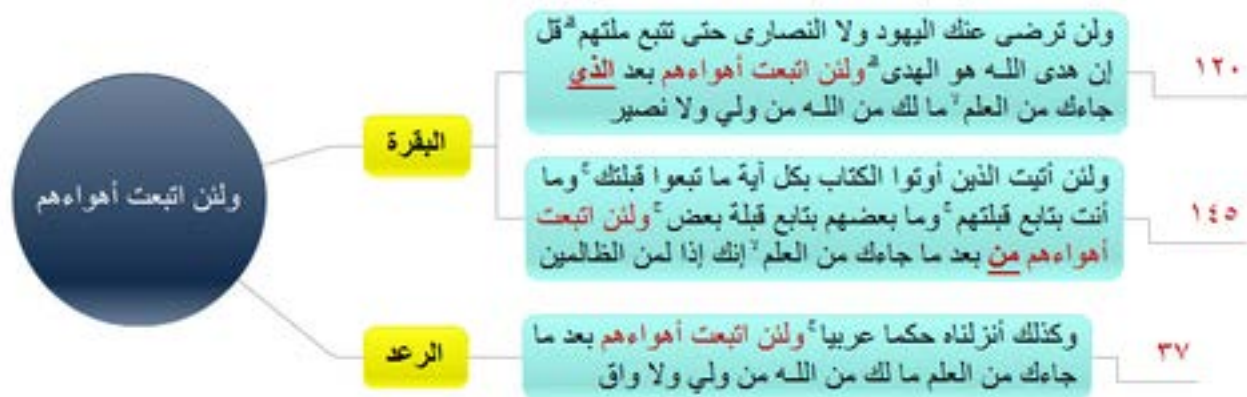 ولئن اتبعت أهواءهم
البقرة
ولن ترضى عنك اليهود ولا النصارى حتى تتبع ملتهم ۗ قل
إن هدى اللـه هو الهدى ۗ ولئن اتبعت أهواءهم بعد الذي
جاءك من العلم ۙ ما لك من اللـه من ولي ولا نصير
١٢٠
ولئن أتيت الذين أوتوا الكتاب بكل آية ما تبعوا قبلتك ۚ وما
أنت بتابع قبلتهم ۚ وما بعضهم بتابع قبلة بعض ۚ ولئن اتبعت
أهواءهم من بعد ما جاءك من العلم ۙ إنك إذا لمن الظالمين
١٤٥
الرعد
وكذلك أنزلناه حكما عربيا ۚ ولئن اتبعت أهواءهم بعد ما
جاءك من العلم ما لك من اللـه من ولي ولا واق
٣٧